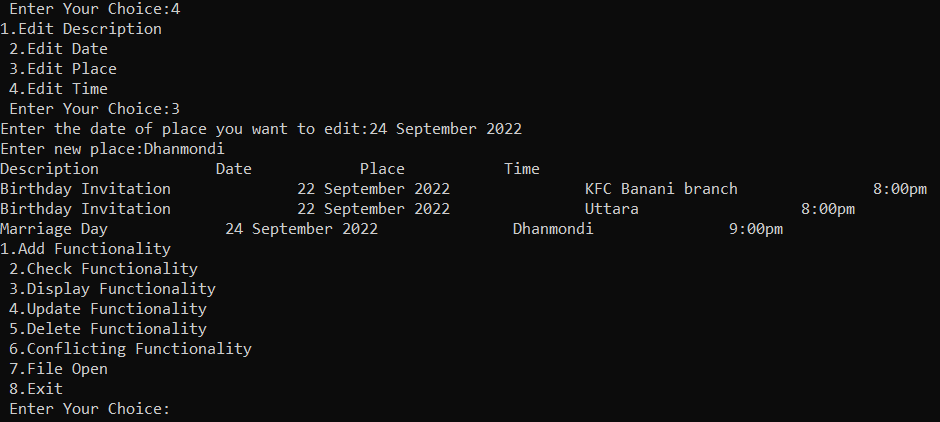 Enter Your Choice:4
1.Edit Description
2.Edit Date
3.Edit Place
4.Edit Time
Enter Your Choice:3
Enter the date of place you want to edit:24 September 2022
Enter new place:Dhanmondi
Description Date Place Time
Birthday Invitation 22 September 2022 KFC Banani branch 8:00pm
Birthday Invitation 22 September 2022 Uttara 8:00pm
Marriage Day 24 September 2022 Dhanmondi 9:00pm
1.Add Functionality
2.Check Functionality
3.Display Functionality
4.Update Functionality
5.Delete Functionality
6.Conflicting Functionality
7.File Open
8.Exit
Enter Your Choice: